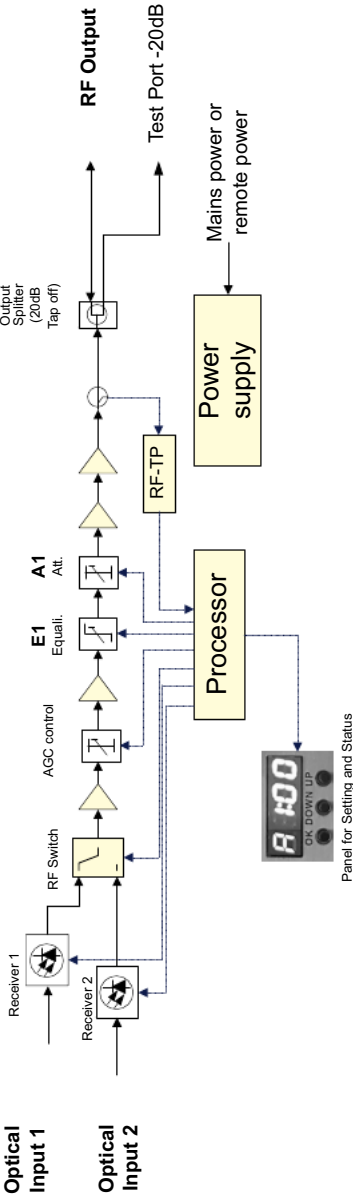 Optical
Input 1
Optical
Input 2
Receiver 1
Receiver 2
RF Switch
AGC control
E1
Equali.
A1
Att.
Output
Splitter
(20dB
Tap off)
RF Output
Test Port -20dB
RF-TP
Processor
Power
supply
Mains power or
remote power
A 1:00
OK DOWN UP
Panel for Setting and Status